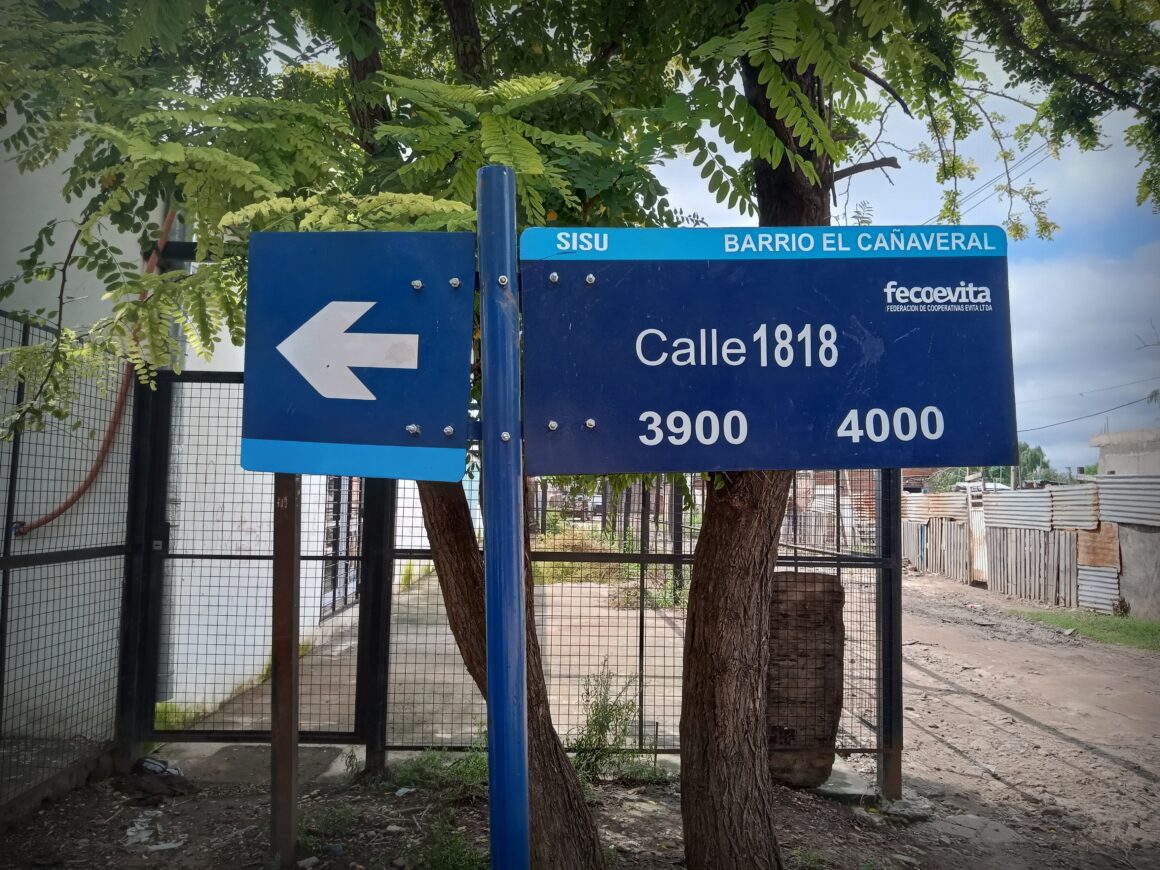 SISU BARRIO EL CAÑAVERAL
fecoevita
FEDERACION DE COOPERATIVAS EVITA LTDA
Calle 1818
3900 4000